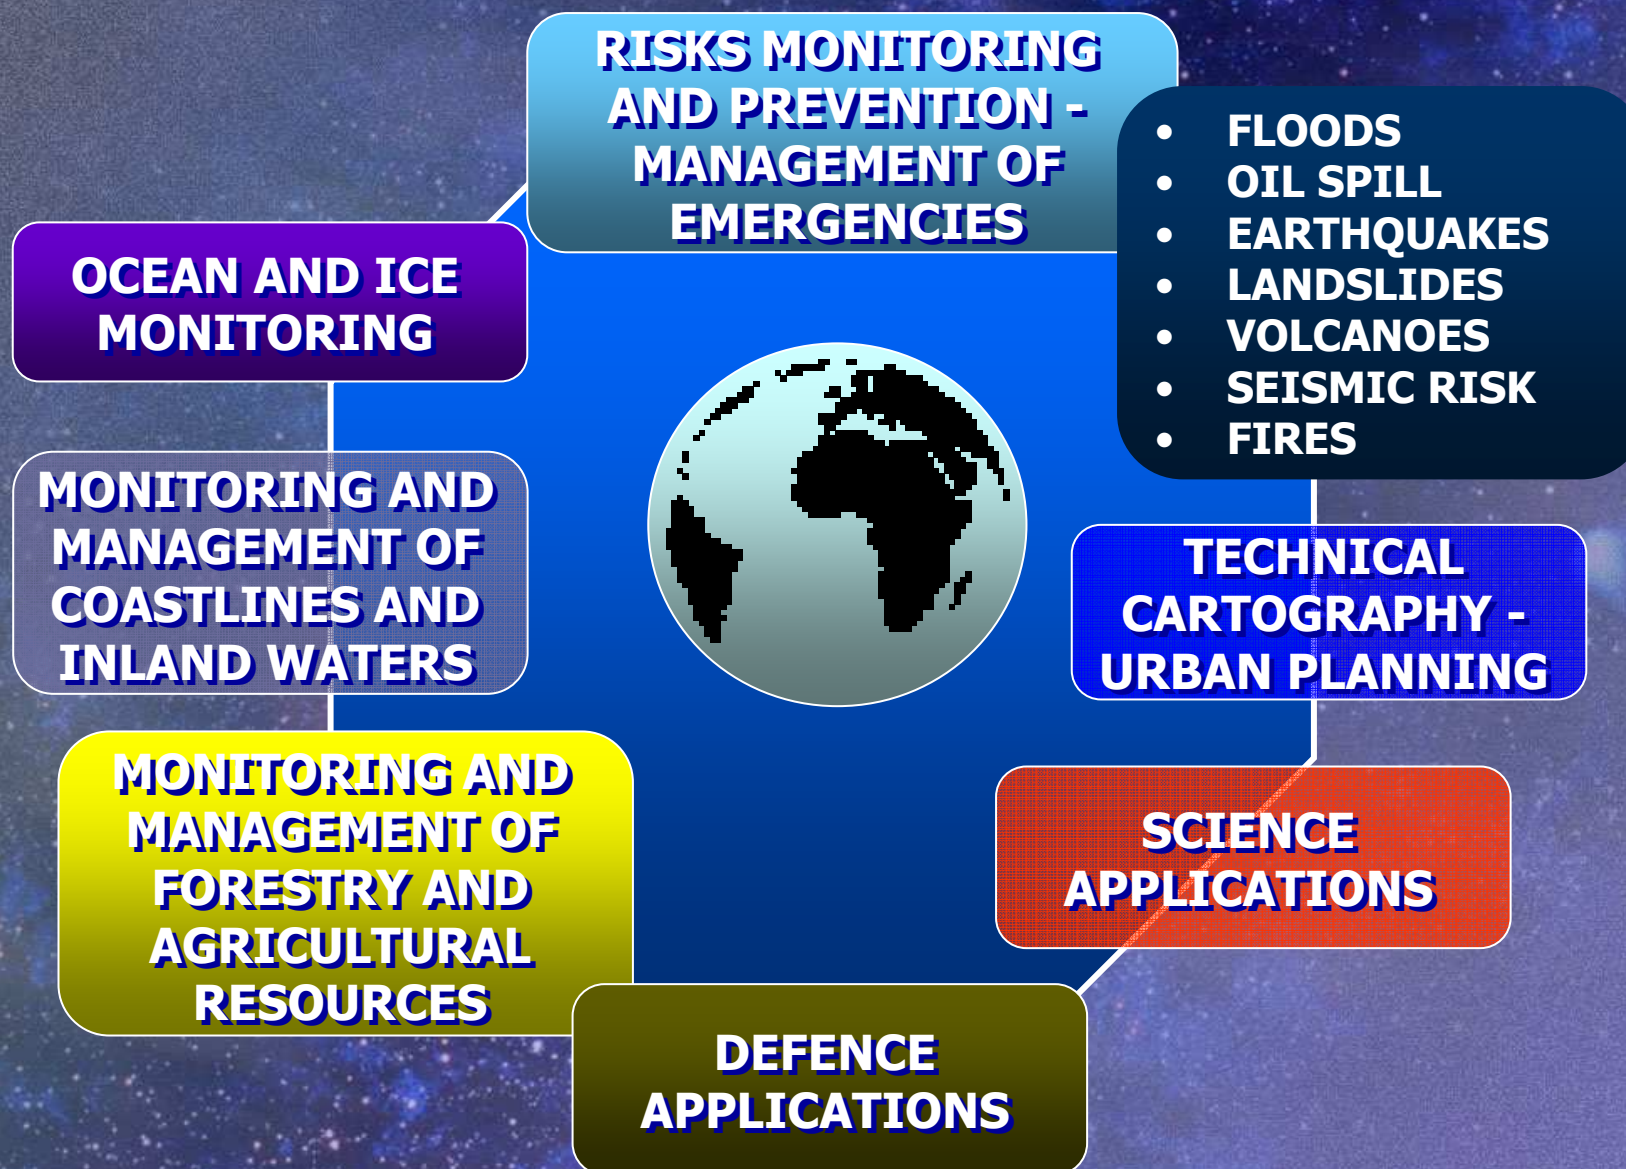 RISKS MONITORING
AND PREVENTION -
MANAGEMENT OF
EMERGENCIES
• FLOODS
• OIL SPILL
• EARTHQUAKES
• LANDSLIDES
• VOLCANOES
• SEISMIC RISK
• FIRES
OCEAN AND ICE
MONITORING
MONITORING AND
MANAGEMENT OF
COASTLINES AND
INLAND WATERS
TECHNICAL
CARTOGRAPHY -
URBAN PLANNING
MONITORING AND
MANAGEMENT OF
FORESTRY AND
AGRICULTURAL
RESOURCES
SCIENCE
APPLICATIONS
DEFENCE
APPLICATIONS